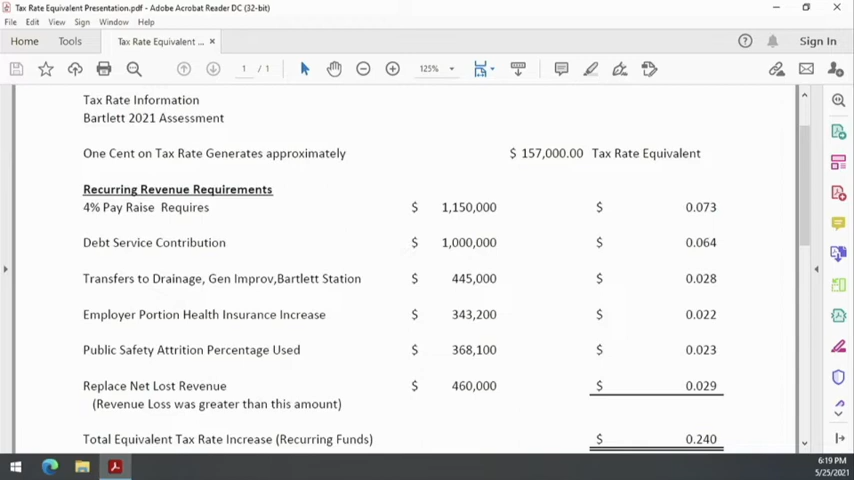 Tax Rate Equivalent Presentation.pdf - Adobe Acrobat Reader DC (32-bit)
File Edit View Sign Window Help
Home Tools Tax Rate Equivalent ... × Sign In
1 / 1 125%
Tax Rate Information
Bartlett 2021 Assessment
One Cent on Tax Rate Generates approximately $ 157,000.00 Tax Rate Equivalent
Recurring Revenue Requirements
4% Pay Raise Requires $ 1,150,000 $ 0.073
Debt Service Contribution $ 1,000,000 $ 0.064
Transfers to Drainage, Gen Improv,Bartlett Station $ 445,000 $ 0.028
Employer Portion Health Insurance Increase $ 343,200 $ 0.022
Public Safety Attrition Percentage Used $ 368,100 $ 0.023
Replace Net Lost Revenue $ 460,000 $ 0.029
(Revenue Loss was greater than this amount)
Total Equivalent Tax Rate Increase (Recurring Funds) $ 0.240
6:19 PM
5/25/2021